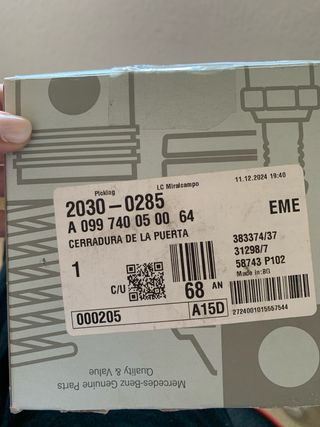 Picking
LC Miralcampo
11.12.2024 19:40
2030-0285
EME
A 099 740 05 00 64
CERRADURA DE LA PUERTA
383374/37
31298/7
58743 P102
Made in:BG
1
C/U
68 AN
000205
A15D
2724001015557544
Mercedes-Benz Genuine Parts
Quality & Value